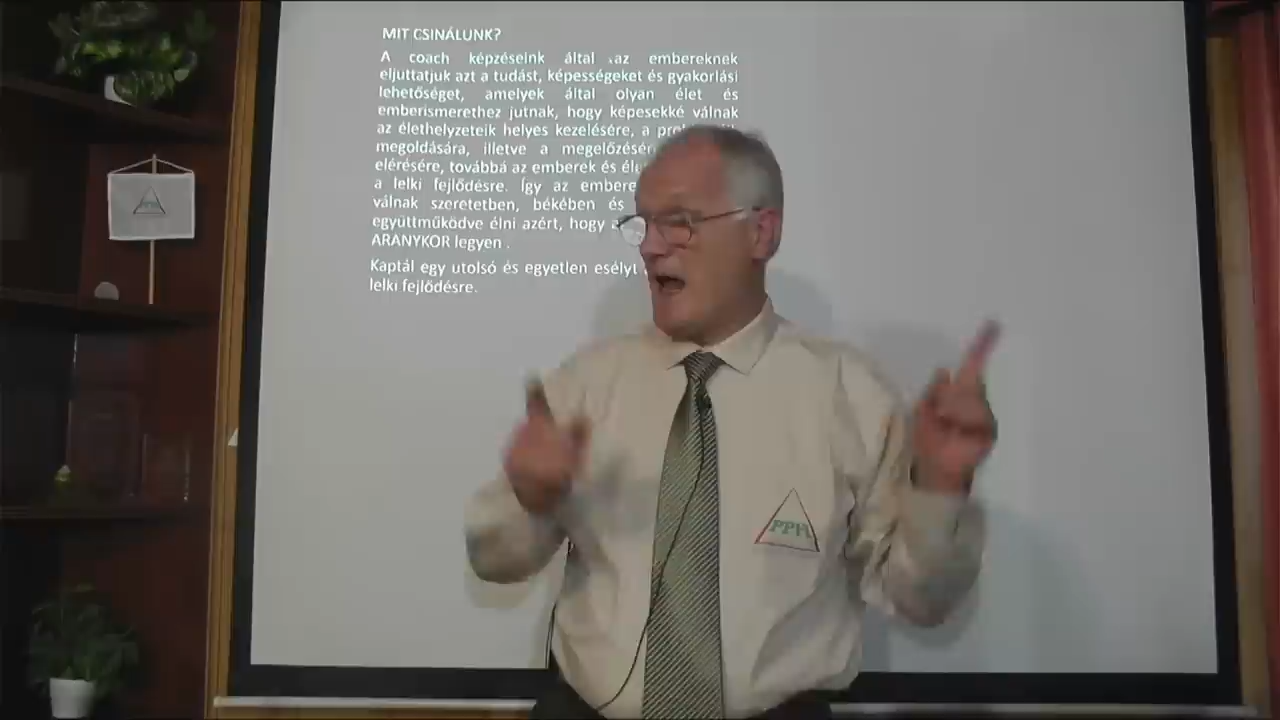 MIT CSINÁLUNK?
A coach képzéseink által az embereknek
eljuttatjuk azt a tudást, képességeket és gyakorlási
lehetőséget, amelyek által olyan élet és
emberismerethez jutnak, hogy képesekké válnak
az élethelyzeteik helyes kezelésére, a
megoldására, illetve a
elérésére, továbbá az emberek és
a lelki fejlődésre. Így az
válnak szeretetben, békében és
együttműködve élni azért, hogy
ARANYKOR legyen .
Kaptál egy utolsó és egyetlen esélyt
lelki fejlődésre.
PPH